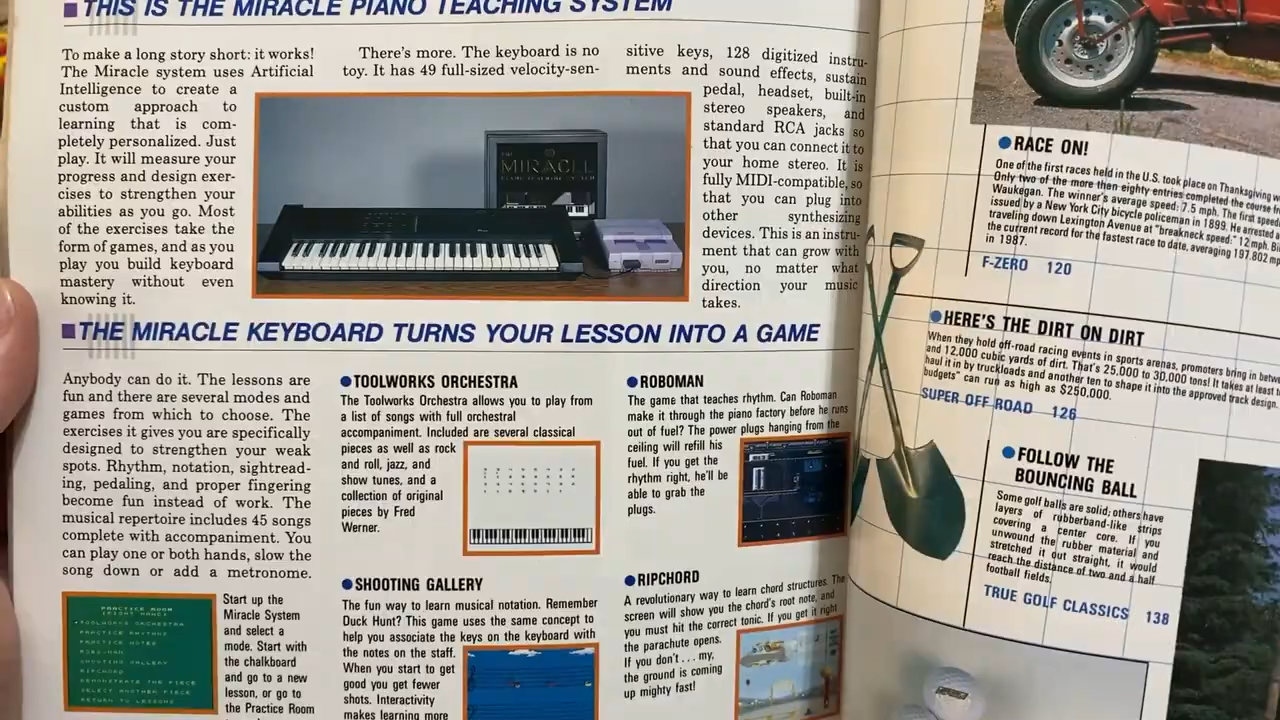 THIS IS THE MIRACLE PIANO TEACHING SYSTEM
To make a long story short: it works!
The Miracle system uses Artificial
Intelligence to create a
custom approach to
learning that is com-
pletely personalized. Just
play. It will measure your
progress and design exer-
cises to strengthen your
abilities as you go. Most
of the exercises take the
form of games, and as you
play you build keyboard
mastery without even
knowing it.
There's more. The keyboard is no
toy. It has 49 full-sized velocity-sen-
sitive keys, 128 digitized instru-
ments and sound effects, sustain
pedal, headset, built-in
stereo speakers, and
standard RCA jacks so
that you can connect it to
your home stereo. It is
fully MIDI-compatible, so
that you can plug into
other synthesizing
devices. This is an instru-
ment that can grow with
you, no matter what
direction your music
takes.
THE
MIRACLE
PIANO TEACHING SYSTEM
THE MIRACLE KEYBOARD TURNS YOUR LESSON INTO A GAME
Anybody can do it. The lessons are
fun and there are several modes and
games from which to choose. The
exercises it gives you are specifically
designed to strengthen your weak
spots. Rhythm, notation, sightread-
ing, pedaling, and proper fingering
become fun instead of work. The
musical repertoire includes 45 songs
complete with accompaniment. You
can play one or both hands, slow the
song down or add a metronome.
PRACTICE ROOM
(RIGHT HAND)
TOOLWORKS ORCHESTRA
PRACTICE RHYTHMS
PRACTICE NOTES
ROBO-MAN
SHOOTING GALLERY
RIPCHORD
DEMONSTRATE THE PIECE
SELECT ANOTHER PIECE
RETURN TO LESSONS
Start up the
Miracle System
and select a
mode. Start with
the chalkboard
and go to a new
lesson, or go to
the Practice Room
TOOLWORKS ORCHESTRA
The Toolworks Orchestra allows you to play from
a list of songs with full orchestral
accompaniment. Included are several classical
pieces as well as rock
and roll, jazz, and
show tunes, and a
collection of original
pieces by Fred
Werner.
SHOOTING GALLERY
The fun way to learn musical notation. Remember
Duck Hunt? This game uses the same concept to
help you associate the keys on the keyboard with
the notes on the staff.
When you start to get
good you get fewer
shots. Interactivity
makes learning more
ROBOMAN
The game that teaches rhythm. Can Roboman
make it through the piano factory before he runs
out of fuel? The power plugs hanging from the
ceiling will refill his
fuel. If you get the
rhythm right, he'll be
able to grab the
plugs.
RIPCHORD
A revolutionary way to learn chord structures. The
screen will show you the chord's root note, and
you must hit the correct tonic. If you get it right
the parachute opens.
If you don't . . . my,
the ground is coming
up mighty fast!
RACE ON!
One of the first races held in the U.S. took place on Thanksgiving
Only two of the more than eighty entries completed the course
Waukegan. The winner's average speed: 7.5 mph. The first speed
issued by a New York City bicycle policeman in 1899. He arrested a
traveling down Lexington Avenue at "breakneck speed:" 12 mph.
the current record for the fastest race to date, averaging 197.802
in 1987.
F-ZERO 120
HERE'S THE DIRT ON DIRT
When they hold off-road racing events in sports arenas, promoters bring in
and 12,000 cubic yards of dirt. That's 25,000 to 30,000 tons! It takes at least
haul it in by truckloads and another ten to shape it into the approved track design.
budgets" can run as high as $250,000.
SUPER OFF ROAD 126
FOLLOW THE
BOUNCING BALL
Some golf balls are solid; others have
layers of rubberband-like strips
covering a center core. If you
unwound the rubber material and
stretched it out straight, it would
reach the distance of two and a half
football fields.
TRUE GOLF CLASSICS 138